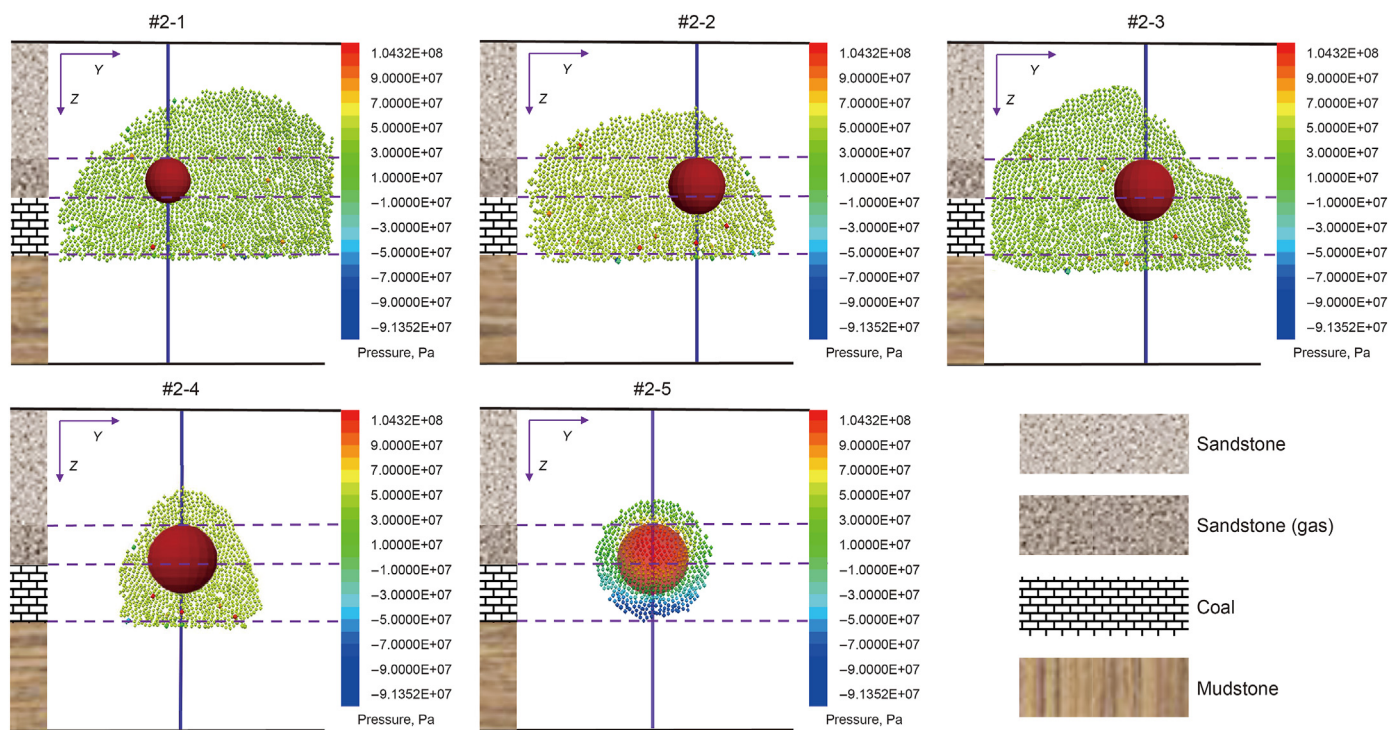 #2-1
Y
Z
1.0432E+08
9.0000E+07
7.0000E+07
5.0000E+07
3.0000E+07
1.0000E+07
–1.0000E+07
–3.0000E+07
–5.0000E+07
–7.0000E+07
–9.0000E+07
–9.1352E+07
Pressure, Pa
#2-2
Y
Z
1.0432E+08
9.0000E+07
7.0000E+07
5.0000E+07
3.0000E+07
1.0000E+07
–1.0000E+07
–3.0000E+07
–5.0000E+07
–7.0000E+07
–9.0000E+07
–9.1352E+07
Pressure, Pa
#2-3
Y
Z
1.0432E+08
9.0000E+07
7.0000E+07
5.0000E+07
3.0000E+07
1.0000E+07
–1.0000E+07
–3.0000E+07
–5.0000E+07
–7.0000E+07
–9.0000E+07
–9.1352E+07
Pressure, Pa
#2-4
Y
Z
1.0432E+08
9.0000E+07
7.0000E+07
5.0000E+07
3.0000E+07
1.0000E+07
–1.0000E+07
–3.0000E+07
–5.0000E+07
–7.0000E+07
–9.0000E+07
–9.1352E+07
Pressure, Pa
#2-5
Y
Z
1.0432E+08
9.0000E+07
7.0000E+07
5.0000E+07
3.0000E+07
1.0000E+07
–1.0000E+07
–3.0000E+07
–5.0000E+07
–7.0000E+07
–9.0000E+07
–9.1352E+07
Pressure, Pa
Sandstone
Sandstone (gas)
Coal
Mudstone